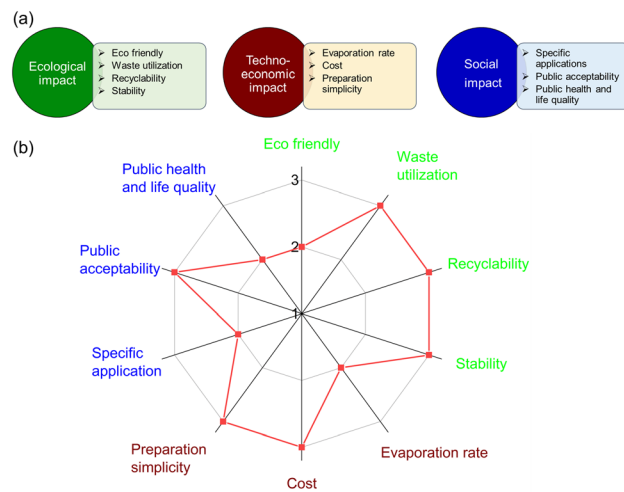 (a)
Ecological
impact
➢ Eco friendly
➢ Waste utilization
➢ Recyclability
➢ Stability
Techno-
economic
impact
➢ Evaporation rate
➢ Cost
➢ Preparation
simplicity
Social
impact
➢ Specific
applications
➢ Public acceptability
➢ Public health and
life quality
(b)
Eco friendly
Waste
utilization
Recyclability
Stability
Evaporation rate
Cost
Preparation
simplicity
Specific
application
Public
acceptability
Public health
and life quality
3
2
1